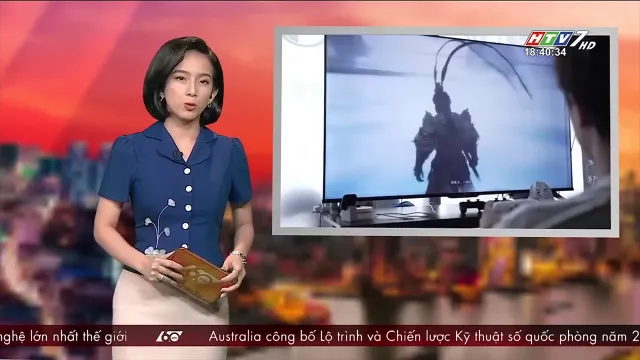 HTV7 HD
18:40:34
nghệ lớn nhất thế giới 60 Australia công bố Lộ trình và Chiến lược Kỹ thuật số quốc phòng năm 2